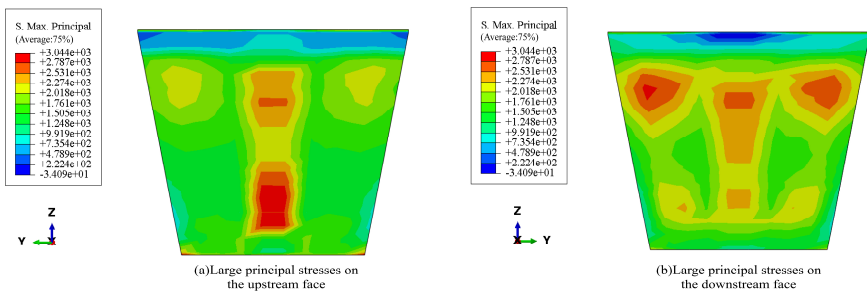 S. Max. Principal
(Average:75%)
+3.044e+03
+2.787e+03
+2.531e+03
+2.274e+03
+2.018e+03
+1.761e+03
+1.505e+03
+1.248e+03
+9.919e+02
+7.354e+02
+4.789e+02
+2.224e+02
-3.409e+01
Z
Y
X
(a)Large principal stresses on
the upstream face
S. Max. Principal
(Average:75%)
+3.044e+03
+2.787e+03
+2.531e+03
+2.274e+03
+2.018e+03
+1.761e+03
+1.505e+03
+1.248e+03
+9.919e+02
+7.354e+02
+4.789e+02
+2.224e+02
-3.409e+01
Z
X
Y
(b)Large principal stresses on
the downstream face